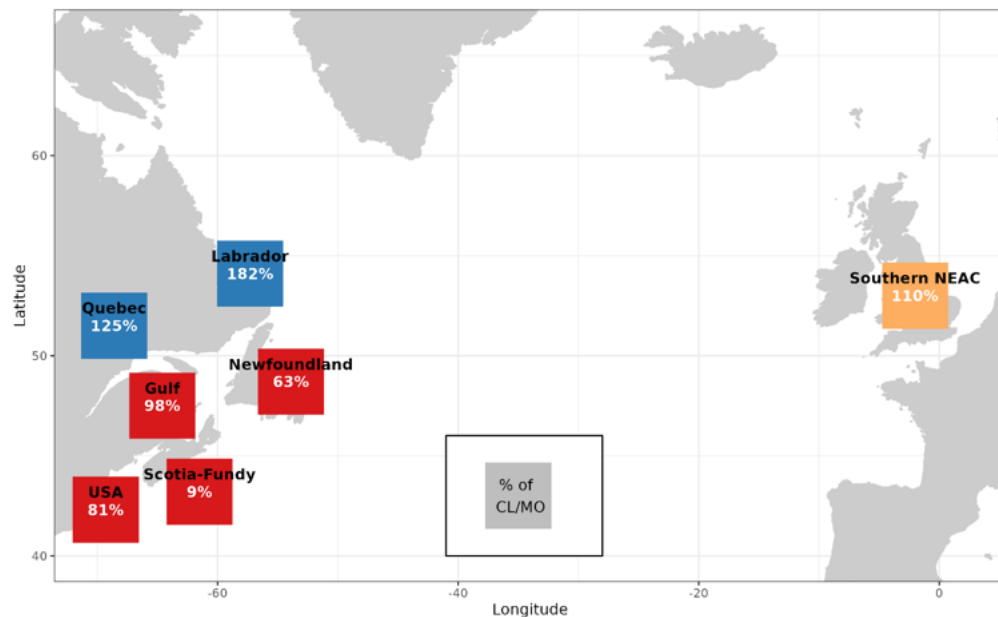 60
50
40
Latitude
Labrador
182%
Quebec
125%
Southern NEAC
110%
Newfoundland
63%
Gulf
98%
Scotia-Fundy
9%
USA
81%
% of
CL/MO
-60
-40
-20
0
Longitude